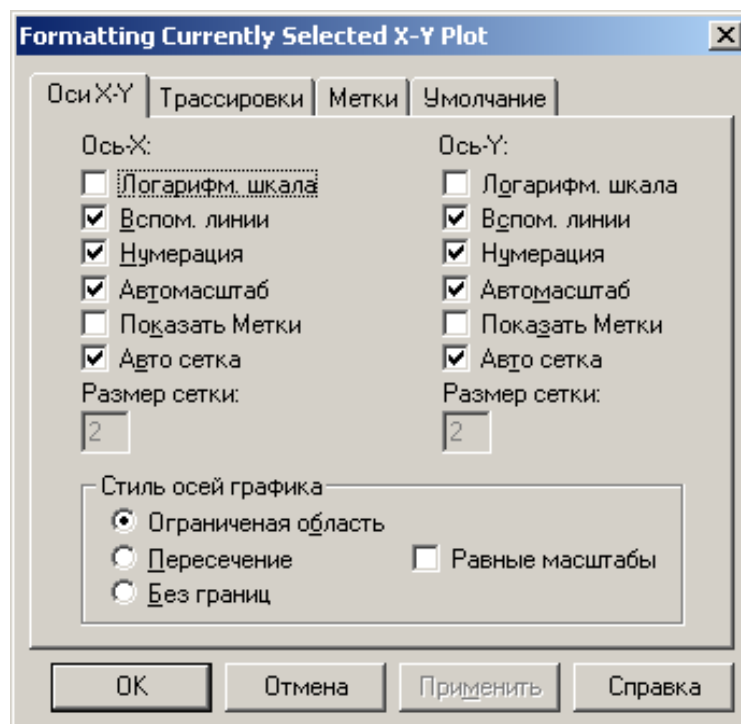 Formatting Currently Selected X-Y Plot
Оси X-Y Трассировки Метки Умолчание
Ось-X: Ось-Y:
Логарифм. шкала Логарифм. шкала
Вспом. линии Вспом. линии
Нумерация Нумерация
Автомасштаб Автомасштаб
Показать Метки Показать Метки
Авто сетка Авто сетка
Размер сетки: Размер сетки:
2 2
Стиль осей графика
Ограниченая область
Пересечение Равные масштабы
Без границ
OK Отмена Применить Справка